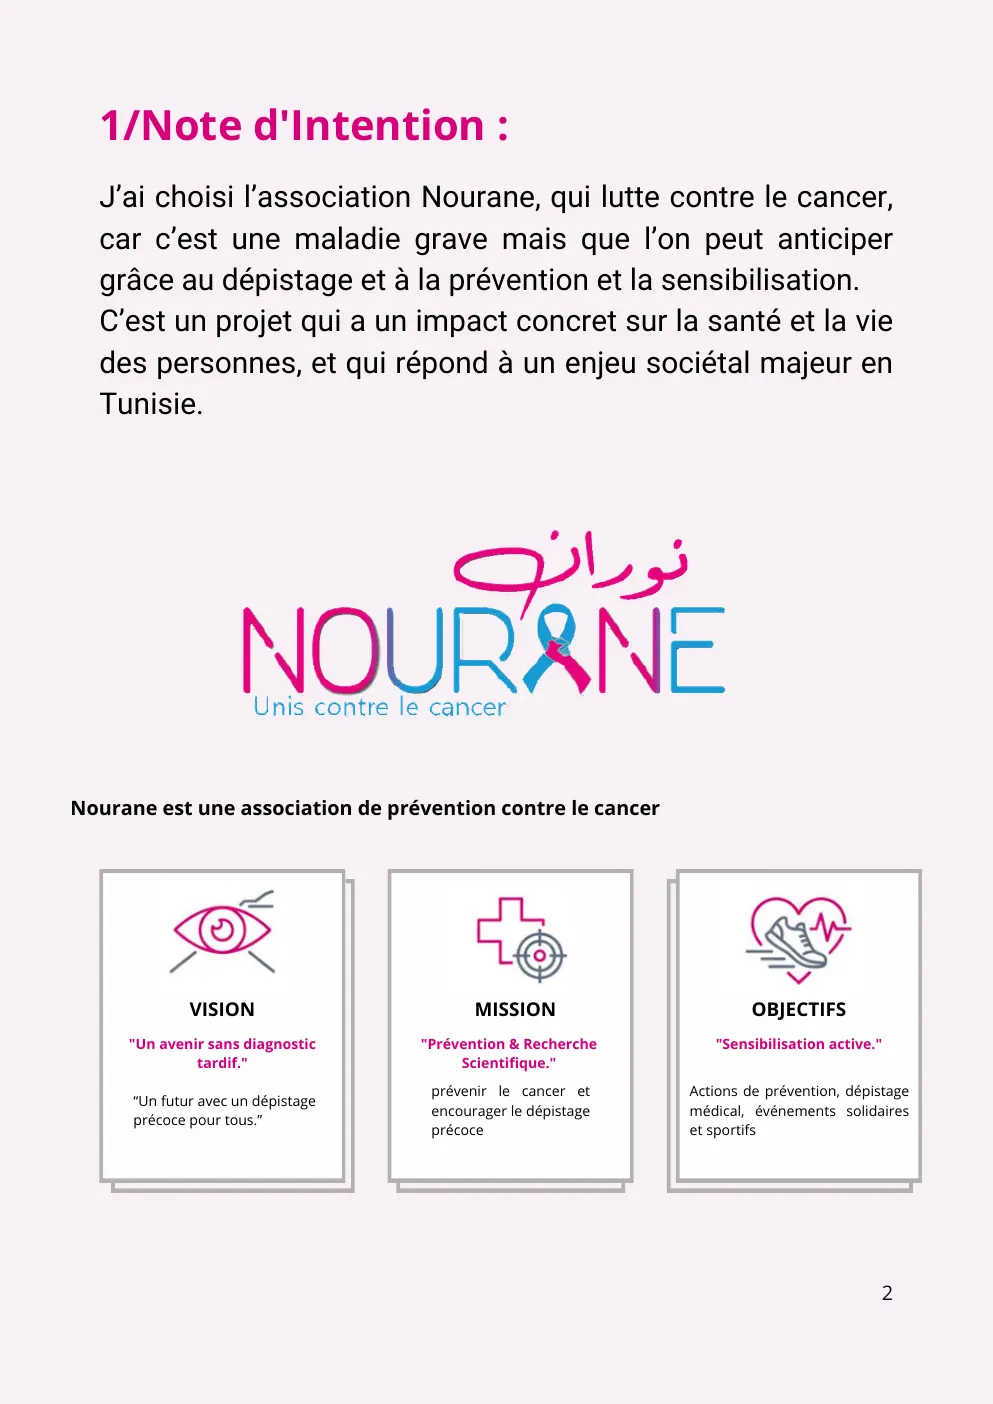 1/Note d'Intention :
J’ai choisi l’association Nourane, qui lutte contre le cancer,
car c’est une maladie grave mais que l’on peut anticiper
grâce au dépistage et à la prévention et la sensibilisation.
C’est un projet qui a un impact concret sur la santé et la vie
des personnes, et qui répond à un enjeu sociétal majeur en
Tunisie.
نوران
NOURANE
Unis contre le cancer
Nourane est une association de prévention contre le cancer
VISION
"Un avenir sans diagnostic
tardif."
“Un futur avec un dépistage
précoce pour tous.”
MISSION
"Prévention & Recherche
Scientifique."
prévenir le cancer et
encourager le dépistage
précoce
OBJECTIFS
"Sensibilisation active."
Actions de prévention, dépistage
médical, événements solidaires
et sportifs
2